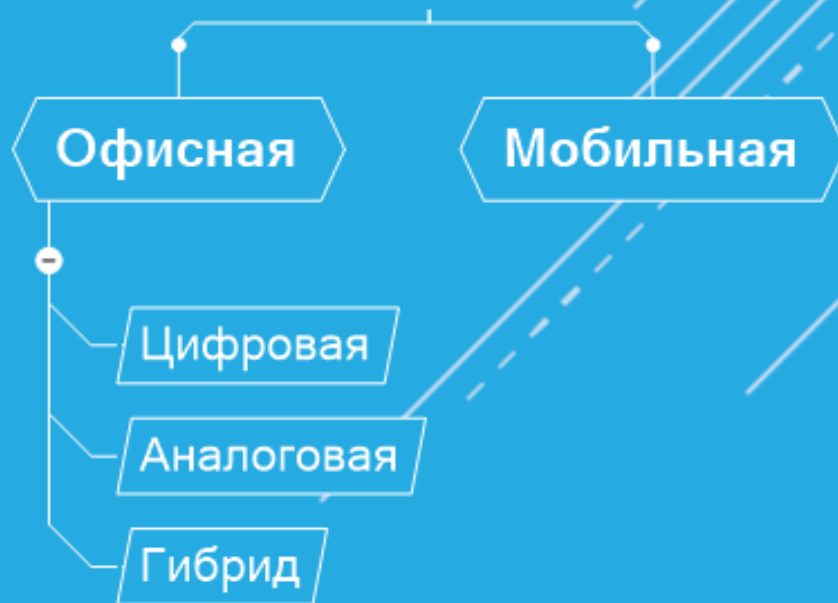 Офисная
Мобильная
Цифровая
Аналоговая
Гибрид